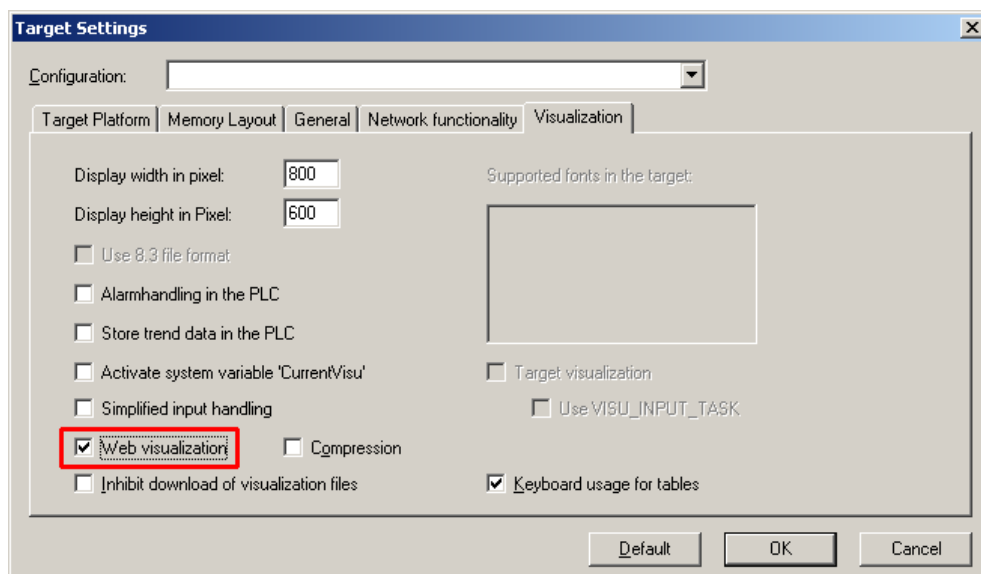 Target Settings
Configuration:
Target Platform Memory Layout General Network functionality Visualization
Display width in pixel: 800 Supported fonts in the target:
Display height in Pixel: 600
Use 8.3 file format
Alarmhandling in the PLC
Store trend data in the PLC
Activate system variable 'CurrentVisu' Target visualization
Simplified input handling Use VISU_INPUT_TASK
Web visualization Compression
Inhibit download of visualization files Keyboard usage for tables
Default OK Cancel